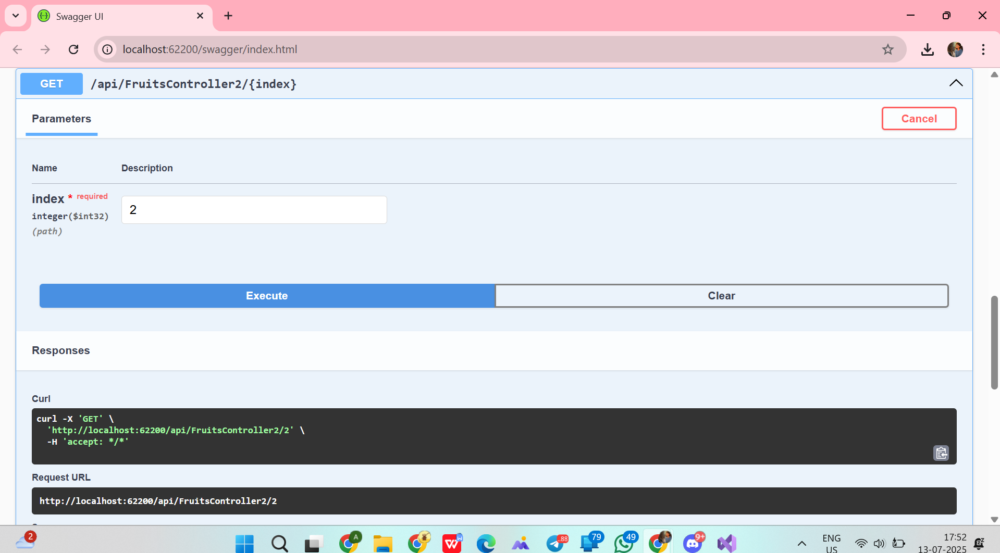 Swagger UI
localhost:62200/swagger/index.html
GET /api/FruitsController2/{index}
Parameters
Cancel
Name Description
index * required
2
integer($int32)
(path)
Execute Clear
Responses
Curl
curl -X 'GET' \
'http://localhost:62200/api/FruitsController2/2' \
-H 'accept: */*'
Request URL
http://localhost:62200/api/FruitsController2/2
2
A
W
88
79
49
9+
ENG
US
17:52
13-07-2025